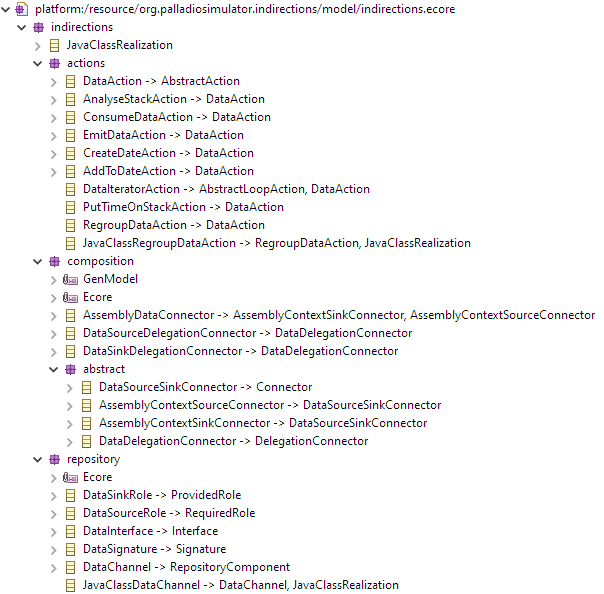 platform:/resource/org.palladiosimulator.indirections/model/indirections.ecore
indirections
JavaClassRealization
actions
DataAction -> AbstractAction
AnalyseStackAction -> DataAction
ConsumeDataAction -> DataAction
EmitDataAction -> DataAction
CreateDateAction -> DataAction
AddToDateAction -> DataAction
DataIteratorAction -> AbstractLoopAction, DataAction
PutTimeOnStackAction -> DataAction
RegroupDataAction -> DataAction
JavaClassRegroupDataAction -> RegroupDataAction, JavaClassRealization
composition
GenModel
Ecore
AssemblyDataConnector -> AssemblyContextSinkConnector, AssemblyContextSourceConnector
DataSourceDelegationConnector -> DataDelegationConnector
DataSinkDelegationConnector -> DataDelegationConnector
abstract
DataSourceSinkConnector -> Connector
AssemblyContextSourceConnector -> DataSourceSinkConnector
AssemblyContextSinkConnector -> DataSourceSinkConnector
DataDelegationConnector -> DelegationConnector
repository
Ecore
DataSinkRole -> ProvidedRole
DataSourceRole -> RequiredRole
DataInterface -> Interface
DataSignature -> Signature
DataChannel -> RepositoryComponent
JavaClassDataChannel -> DataChannel, JavaClassRealization